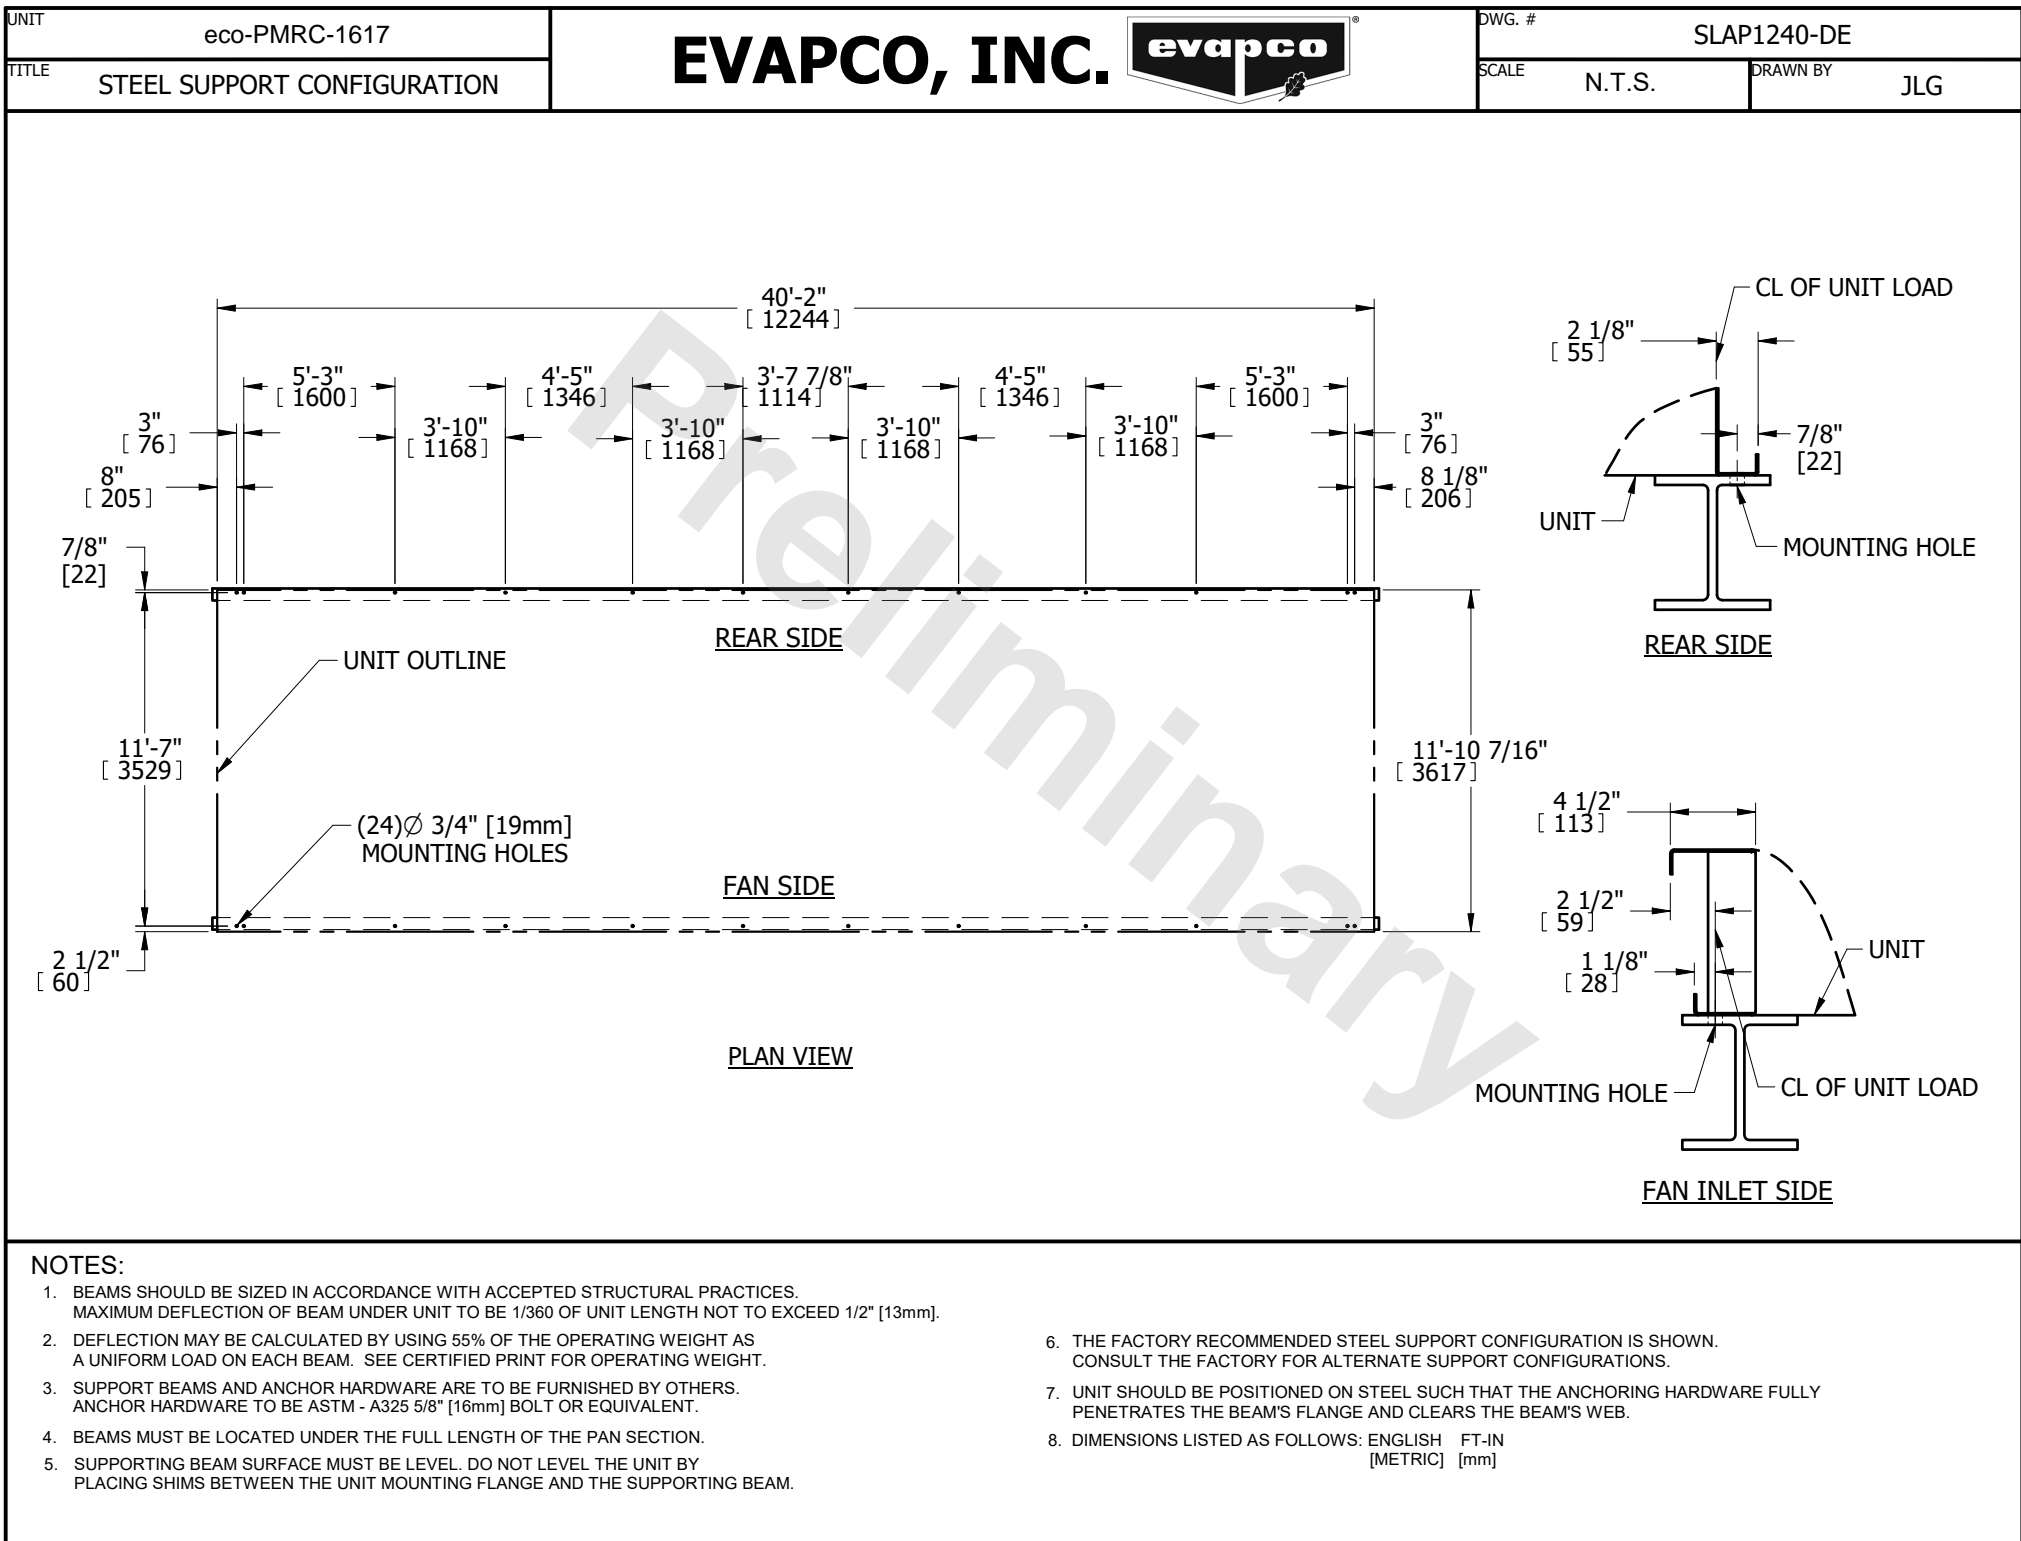 UNIT
eco-PMRC-1617
TITLE
STEEL SUPPORT CONFIGURATION
EVAPCO, INC.
evapco
®
DWG. #
SLAP1240-DE
SCALE
N.T.S.
DRAWN BY
JLG
40'-2"
[ 12244 ]
5'-3"
[ 1600 ]
4'-5"
[ 1346 ]
3'-7 7/8"
[ 1114 ]
4'-5"
[ 1346 ]
5'-3"
[ 1600 ]
3"
[ 76 ]
3'-10"
[ 1168 ]
3'-10"
[ 1168 ]
3'-10"
[ 1168 ]
3'-10"
[ 1168 ]
3"
[ 76 ]
8"
[ 205 ]
8 1/8"
[ 206 ]
7/8"
[22]
REAR SIDE
UNIT OUTLINE
11'-7"
[ 3529 ]
11'-10 7/16"
[ 3617 ]
(24)Ø 3/4" [19mm]
MOUNTING HOLES
FAN SIDE
2 1/2"
[ 60 ]
PLAN VIEW
Preliminary
CL OF UNIT LOAD
2 1/8"
[ 55 ]
7/8"
[22]
UNIT
MOUNTING HOLE
REAR SIDE
4 1/2"
[ 113 ]
2 1/2"
[ 59 ]
1 1/8"
[ 28 ]
UNIT
MOUNTING HOLE
CL OF UNIT LOAD
FAN INLET SIDE
NOTES:
1. BEAMS SHOULD BE SIZED IN ACCORDANCE WITH ACCEPTED STRUCTURAL PRACTICES.
MAXIMUM DEFLECTION OF BEAM UNDER UNIT TO BE 1/360 OF UNIT LENGTH NOT TO EXCEED 1/2" [13mm].
2. DEFLECTION MAY BE CALCULATED BY USING 55% OF THE OPERATING WEIGHT AS
A UNIFORM LOAD ON EACH BEAM. SEE CERTIFIED PRINT FOR OPERATING WEIGHT.
3. SUPPORT BEAMS AND ANCHOR HARDWARE ARE TO BE FURNISHED BY OTHERS.
ANCHOR HARDWARE TO BE ASTM - A325 5/8" [16mm] BOLT OR EQUIVALENT.
4. BEAMS MUST BE LOCATED UNDER THE FULL LENGTH OF THE PAN SECTION.
5. SUPPORTING BEAM SURFACE MUST BE LEVEL. DO NOT LEVEL THE UNIT BY
PLACING SHIMS BETWEEN THE UNIT MOUNTING FLANGE AND THE SUPPORTING BEAM.
6. THE FACTORY RECOMMENDED STEEL SUPPORT CONFIGURATION IS SHOWN.
CONSULT THE FACTORY FOR ALTERNATE SUPPORT CONFIGURATIONS.
7. UNIT SHOULD BE POSITIONED ON STEEL SUCH THAT THE ANCHORING HARDWARE FULLY
PENETRATES THE BEAM'S FLANGE AND CLEARS THE BEAM'S WEB.
8. DIMENSIONS LISTED AS FOLLOWS: ENGLISH FT-IN
[METRIC] [mm]